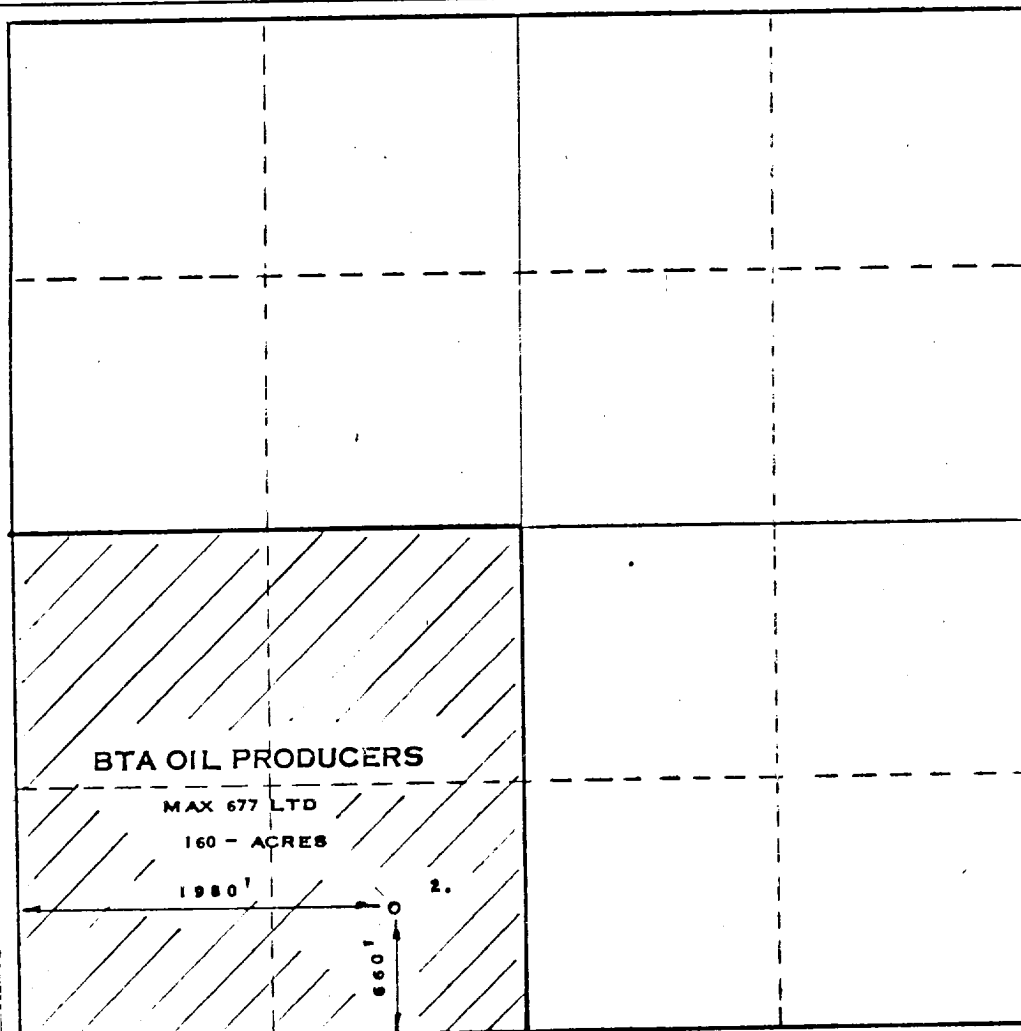 BTA OIL PRODUCERS
MAX 677 LTD
160 - ACRES
1980'
2.
660'